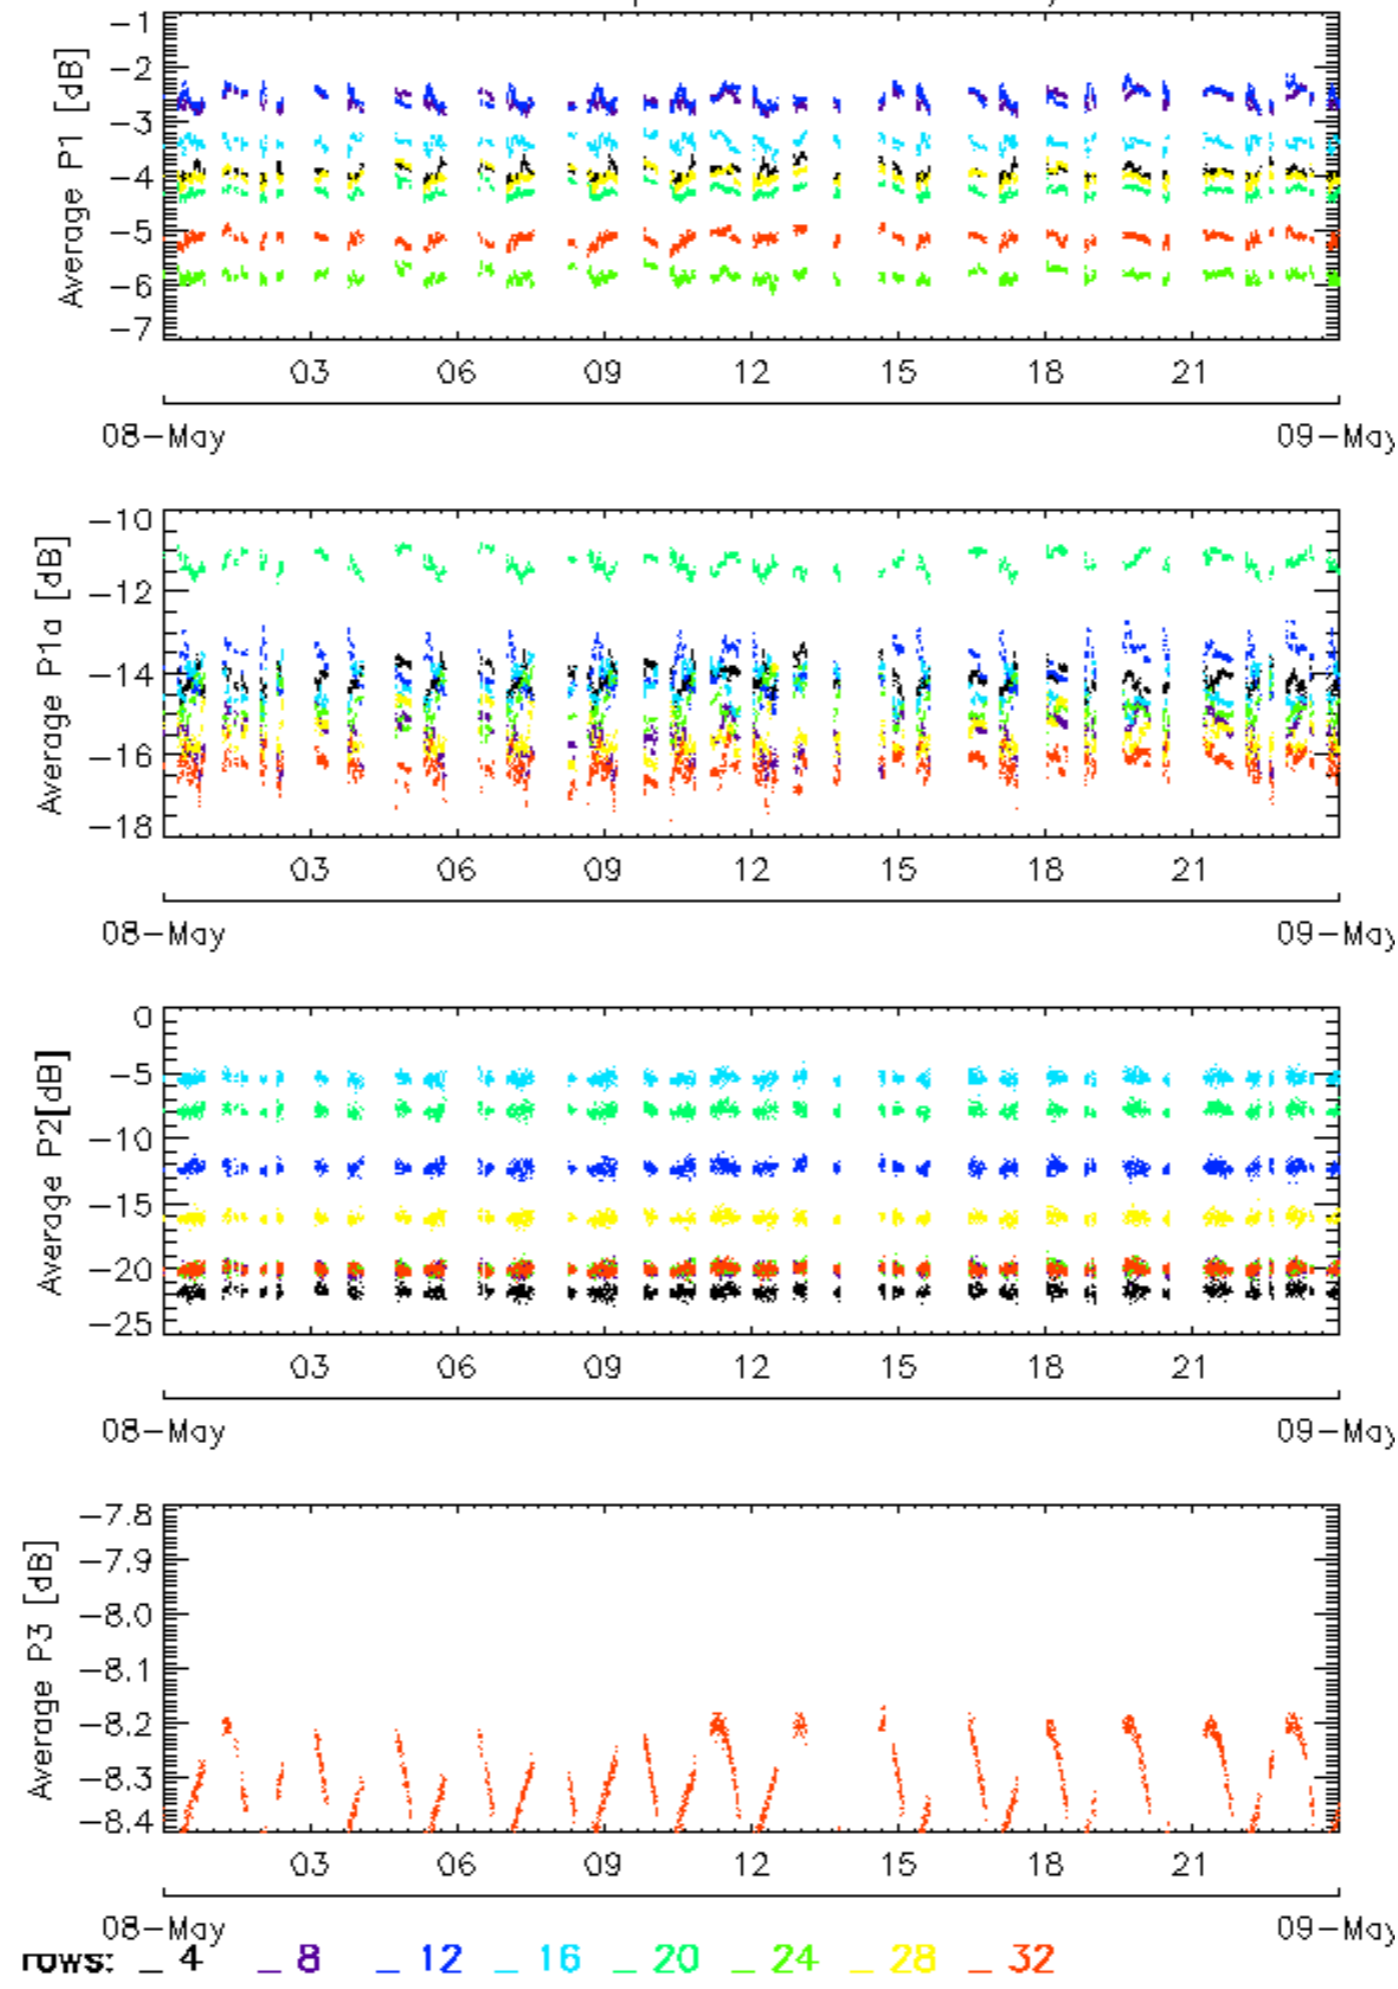 Average P1 [dB]
−1
−2
−3
−4
−5
−6
−7
03 06 09 12 15 18 21
08−May 09−May
Average P1a [dB]
−10
−12
−14
−16
−18
03 06 09 12 15 18 21
08−May 09−May
Average P2[dB]
0
−5
−10
−15
−20
−25
03 06 09 12 15 18 21
08−May 09−May
Average P3 [dB]
−7.8
−7.9
−8.0
−8.1
−8.2
−8.3
−8.4
03 06 09 12 15 18 21
08−May 09−May
rows: _ 4 _ 8 _ 12 _ 16 _ 20 _ 24 _ 28 _ 32